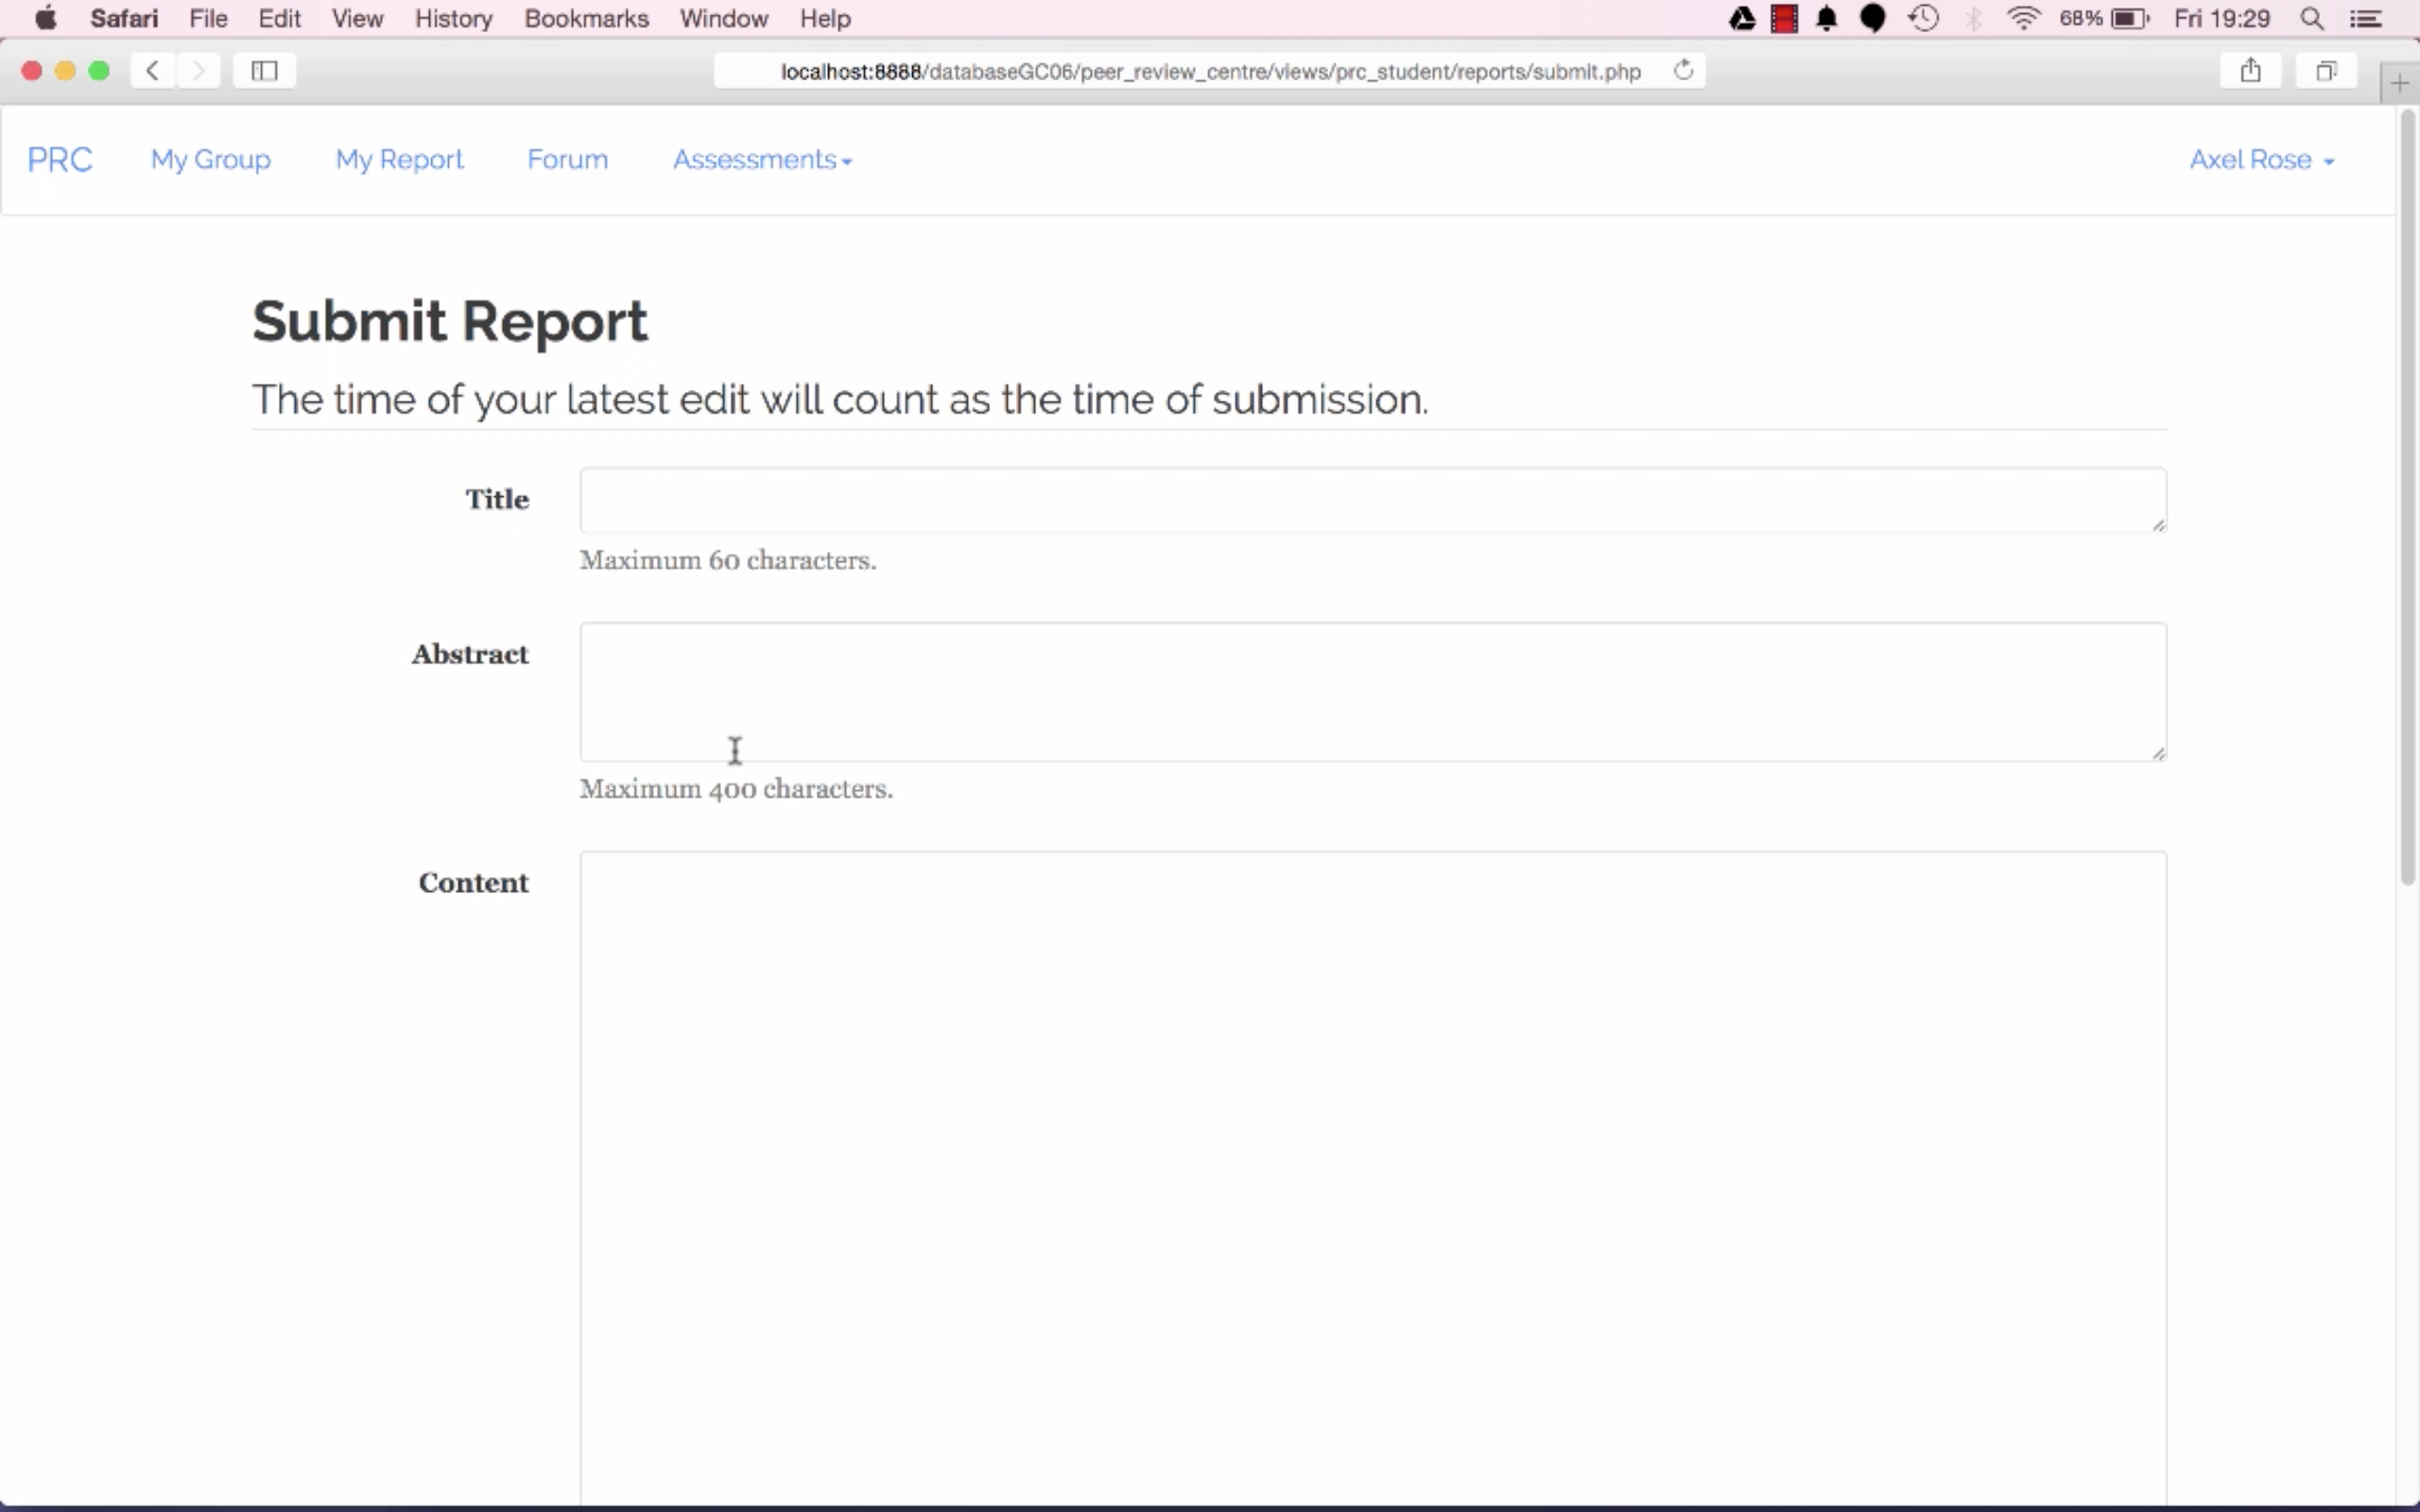 Safari File Edit View History Bookmarks Window Help 68% Fri 19:29
localhost:8888/databaseGC06/peer_review_centre/views/prc_student/reports/submit.php
PRC My Group My Report Forum Assessments Axel Rose
Submit Report
The time of your latest edit will count as the time of submission.
Title
Maximum 60 characters.
Abstract
Maximum 400 characters.
Content